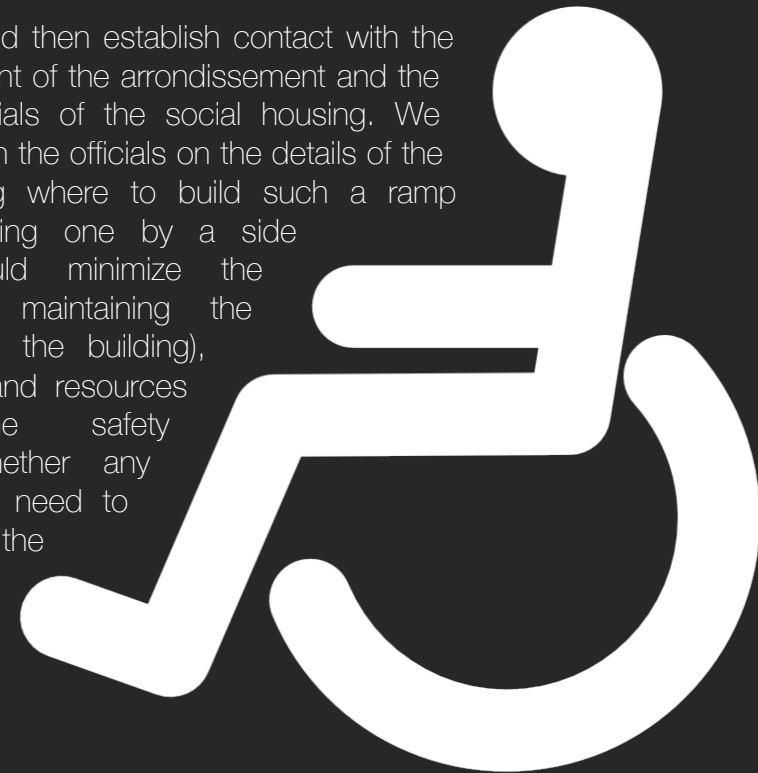 d then establish contact with the
nt of the arrondissement and the
ials of the social housing. We
n the officials on the details of the
g where to build such a ramp
ing one by a side
uld minimize the
maintaining the
the building),
and resources
e safety
hether any
need to
the